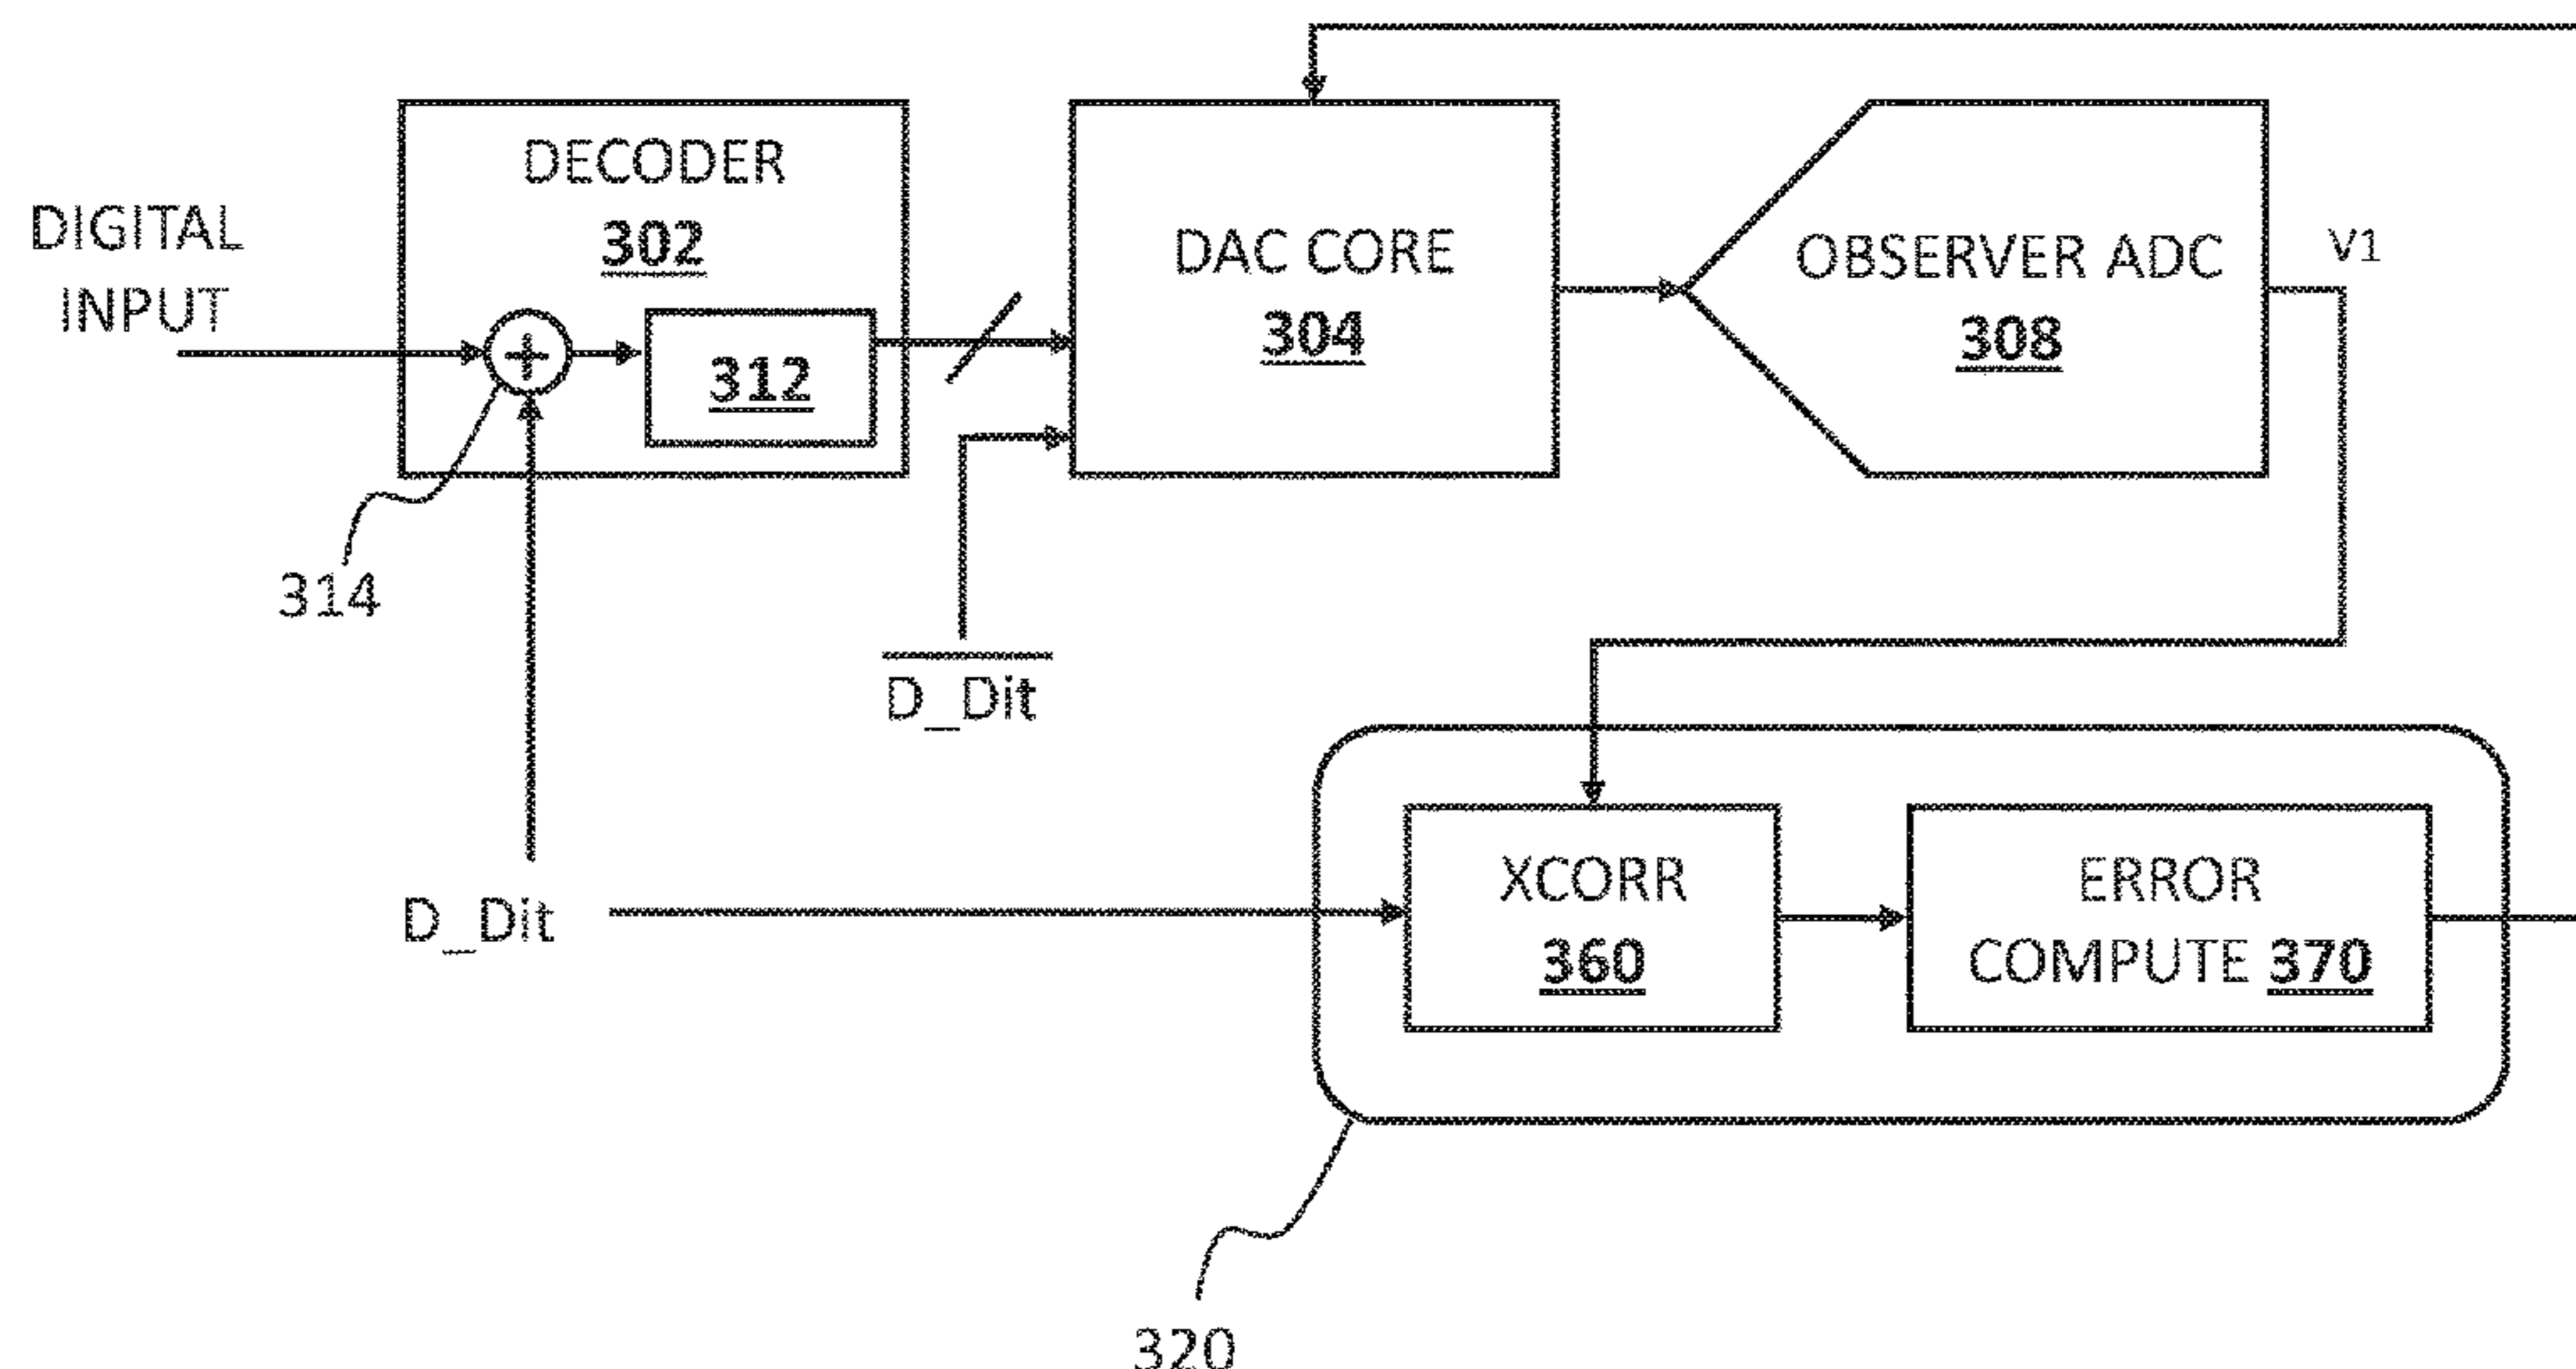 DIGITAL
INPUT
DECODER
302
+
312
314
DAC CORE
304
OBSERVER ADC
308
V1
D_Dit
D_Dit
XCORR
360
ERROR
COMPUTE 370
320